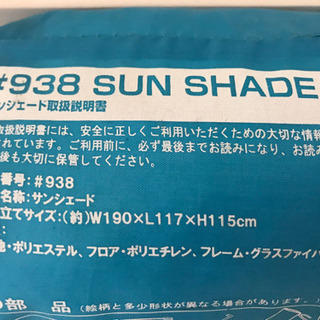 #938 SUN SHADE
ンシェード取扱説明書
取扱説明書には、安全に正しくご利用いただくための大切な情報
されています。ご利用前に、必ず最後までお読みになり、お読
後も大切に保管してください。
番号：#938
名称：サンシェード
立てサイズ：(約)W190×L117×H115cm
：
地・ポリエステル、フロア・ポリエチレン、フレーム・グラスファイバ
部 品 (絵柄と多少形状が異なる場合があります。